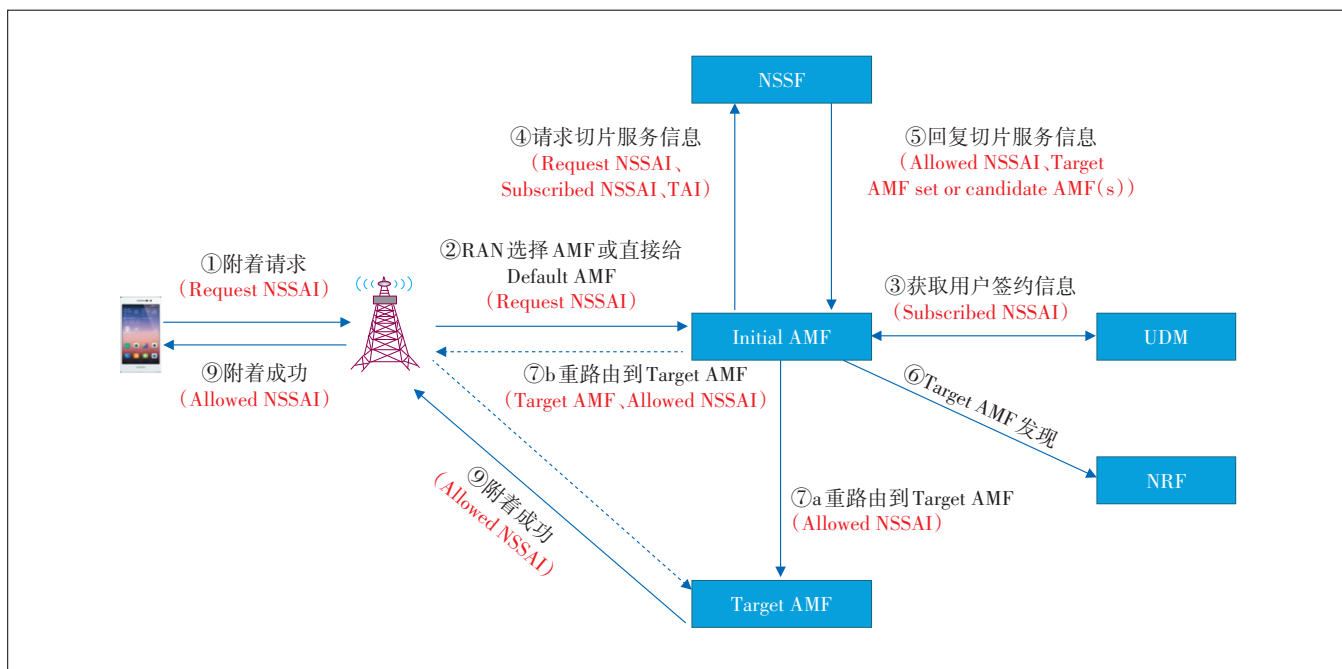 NSSF
④请求切片服务信息
（Request NSSAI、
Subscribed NSSAI、TAI）
⑤回复切片服务信息
（Allowed NSSAI、Target
AMF set or candidate AMF(s)）
①附着请求
（Request NSSAI）
②RAN选择AMF或直接给
Default AMF
（Request NSSAI）
③获取用户签约信息
（Subscribed NSSAI）
Initial AMF
UDM
⑨附着成功
（Allowed NSSAI）
⑦b重路由到Target AMF
（Target AMF、Allowed NSSAI）
⑥Target AMF发现
NRF
⑨附着成功
（Allowed NSSAI）
⑦a重路由到Target AMF
（Allowed NSSAI）
Target AMF